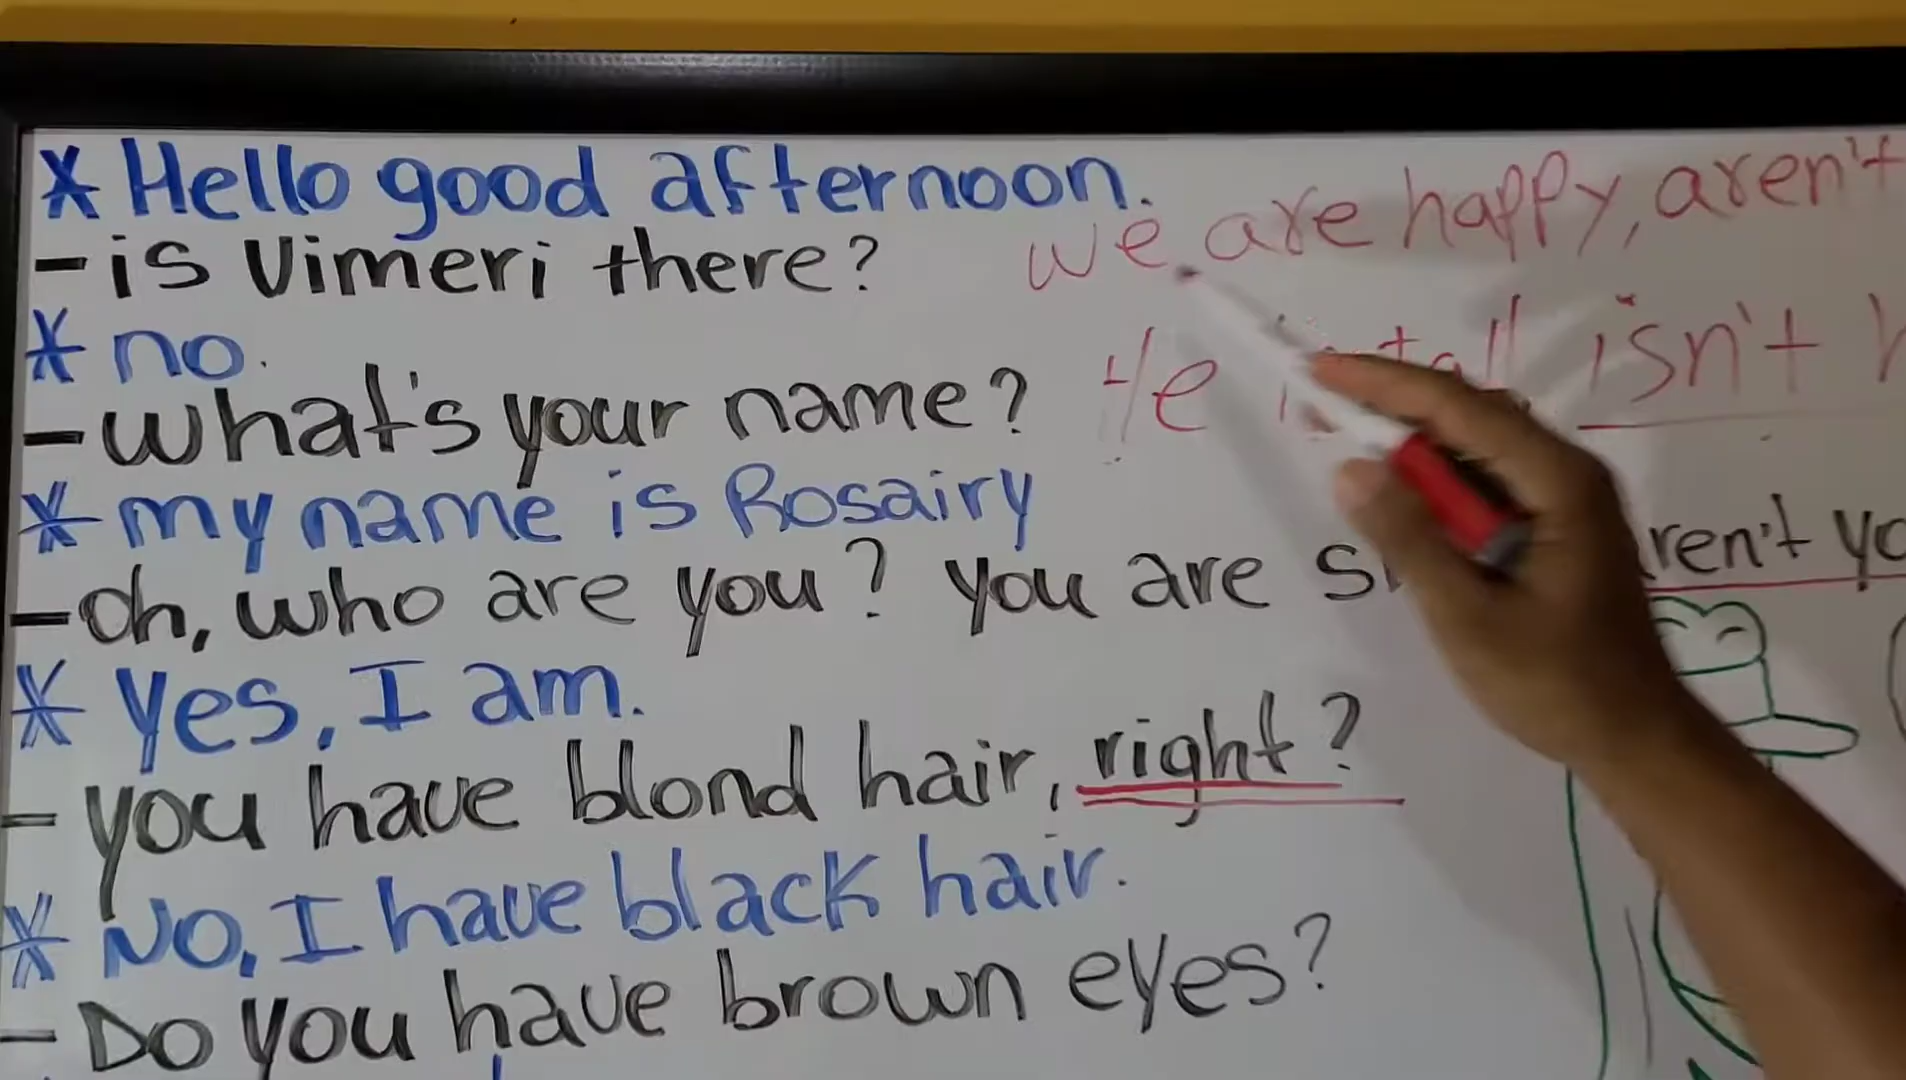 * Hello good afternoon.
- is Vimeri there?
* no.
- what's your name?
* my name is Rosairy
- oh, who are you? you are
* Yes, I am.
- you have blond hair, right?
* No, I have black hair.
- Do you have brown eyes?
we are happy, aren't
He tall isn't
aren't